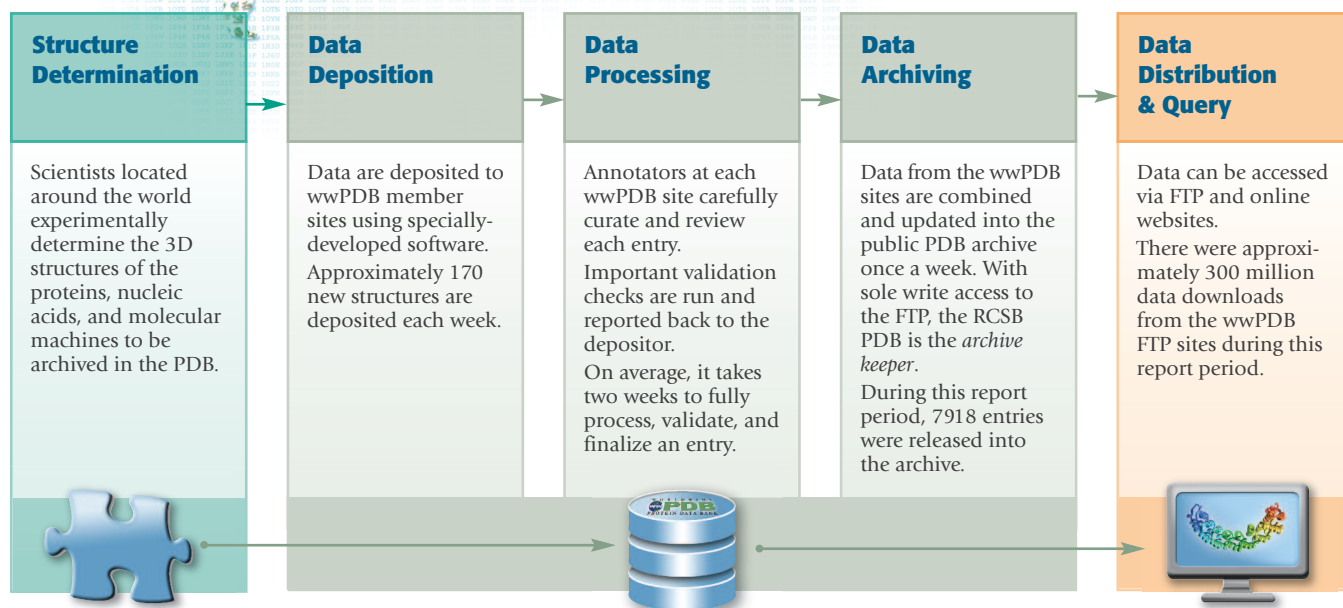 Structure
Determination
Scientists located
around the world
experimentally
determine the 3D
structures of the
proteins, nucleic
acids, and molecular
machines to be
archived in the PDB.
Data
Deposition
Data are deposited to
wwPDB member
sites using specially-
developed software.
Approximately 170
new structures are
deposited each week.
Data
Processing
Annotators at each
wwPDB site carefully
curate and review
each entry.
Important validation
checks are run and
reported back to the
depositor.
On average, it takes
two weeks to fully
process, validate, and
finalize an entry.
Data
Archiving
Data from the wwPDB
sites are combined
and updated into the
public PDB archive
once a week. With
sole write access to
the FTP, the RCSB
PDB is the archive
keeper.
During this report
period, 7918 entries
were released into
the archive.
Data
Distribution
& Query
Data can be accessed
via FTP and online
websites.
There were approxi-
mately 300 million
data downloads
from the wwPDB
FTP sites during this
report period.
WORLDWIDE
PDB
PROTEIN DATA BANK